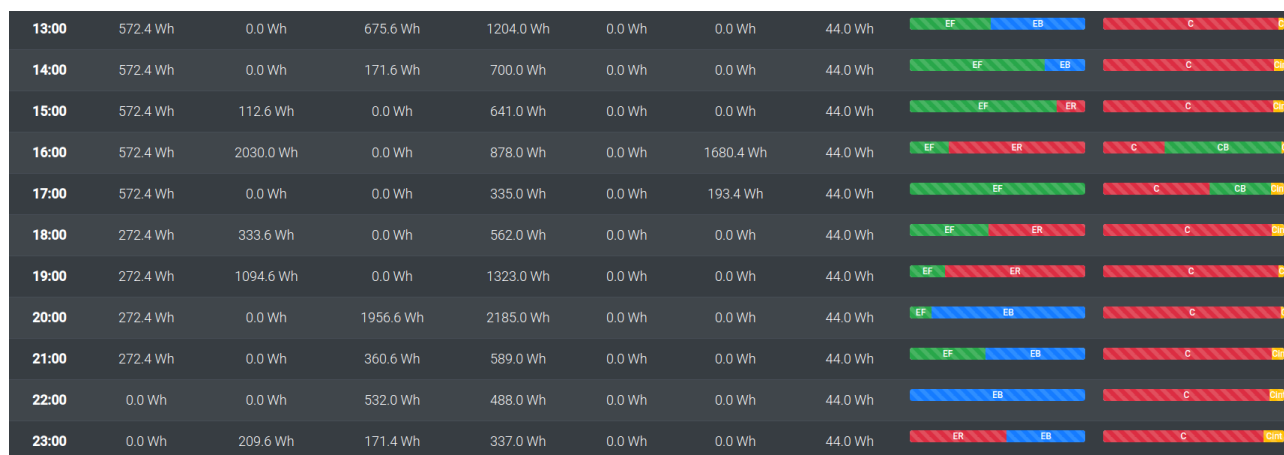 13:00 572.4 Wh 0.0 Wh 675.6 Wh 1204.0 Wh 0.0 Wh 0.0 Wh 44.0 Wh EF EB C
14:00 572.4 Wh 0.0 Wh 171.6 Wh 700.0 Wh 0.0 Wh 0.0 Wh 44.0 Wh EF EB C
15:00 572.4 Wh 112.6 Wh 0.0 Wh 641.0 Wh 0.0 Wh 0.0 Wh 44.0 Wh EF ER C
16:00 572.4 Wh 2030.0 Wh 0.0 Wh 878.0 Wh 0.0 Wh 1680.4 Wh 44.0 Wh EF ER C CB
17:00 572.4 Wh 0.0 Wh 0.0 Wh 335.0 Wh 0.0 Wh 193.4 Wh 44.0 Wh EF C CB
18:00 272.4 Wh 333.6 Wh 0.0 Wh 562.0 Wh 0.0 Wh 0.0 Wh 44.0 Wh EF ER C
19:00 272.4 Wh 1094.6 Wh 0.0 Wh 1323.0 Wh 0.0 Wh 0.0 Wh 44.0 Wh EF ER C
20:00 272.4 Wh 0.0 Wh 1956.6 Wh 2185.0 Wh 0.0 Wh 0.0 Wh 44.0 Wh EF EB C
21:00 272.4 Wh 0.0 Wh 360.6 Wh 589.0 Wh 0.0 Wh 0.0 Wh 44.0 Wh EF EB C
22:00 0.0 Wh 0.0 Wh 532.0 Wh 488.0 Wh 0.0 Wh 0.0 Wh 44.0 Wh EB C
23:00 0.0 Wh 209.6 Wh 171.4 Wh 337.0 Wh 0.0 Wh 0.0 Wh 44.0 Wh ER EB C Cint